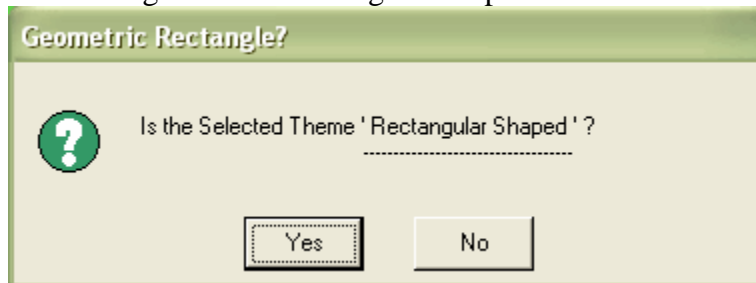 Geometric Rectangle?
Is the Selected Theme ' Rectangular Shaped ' ?
--------------------------------
Yes
No